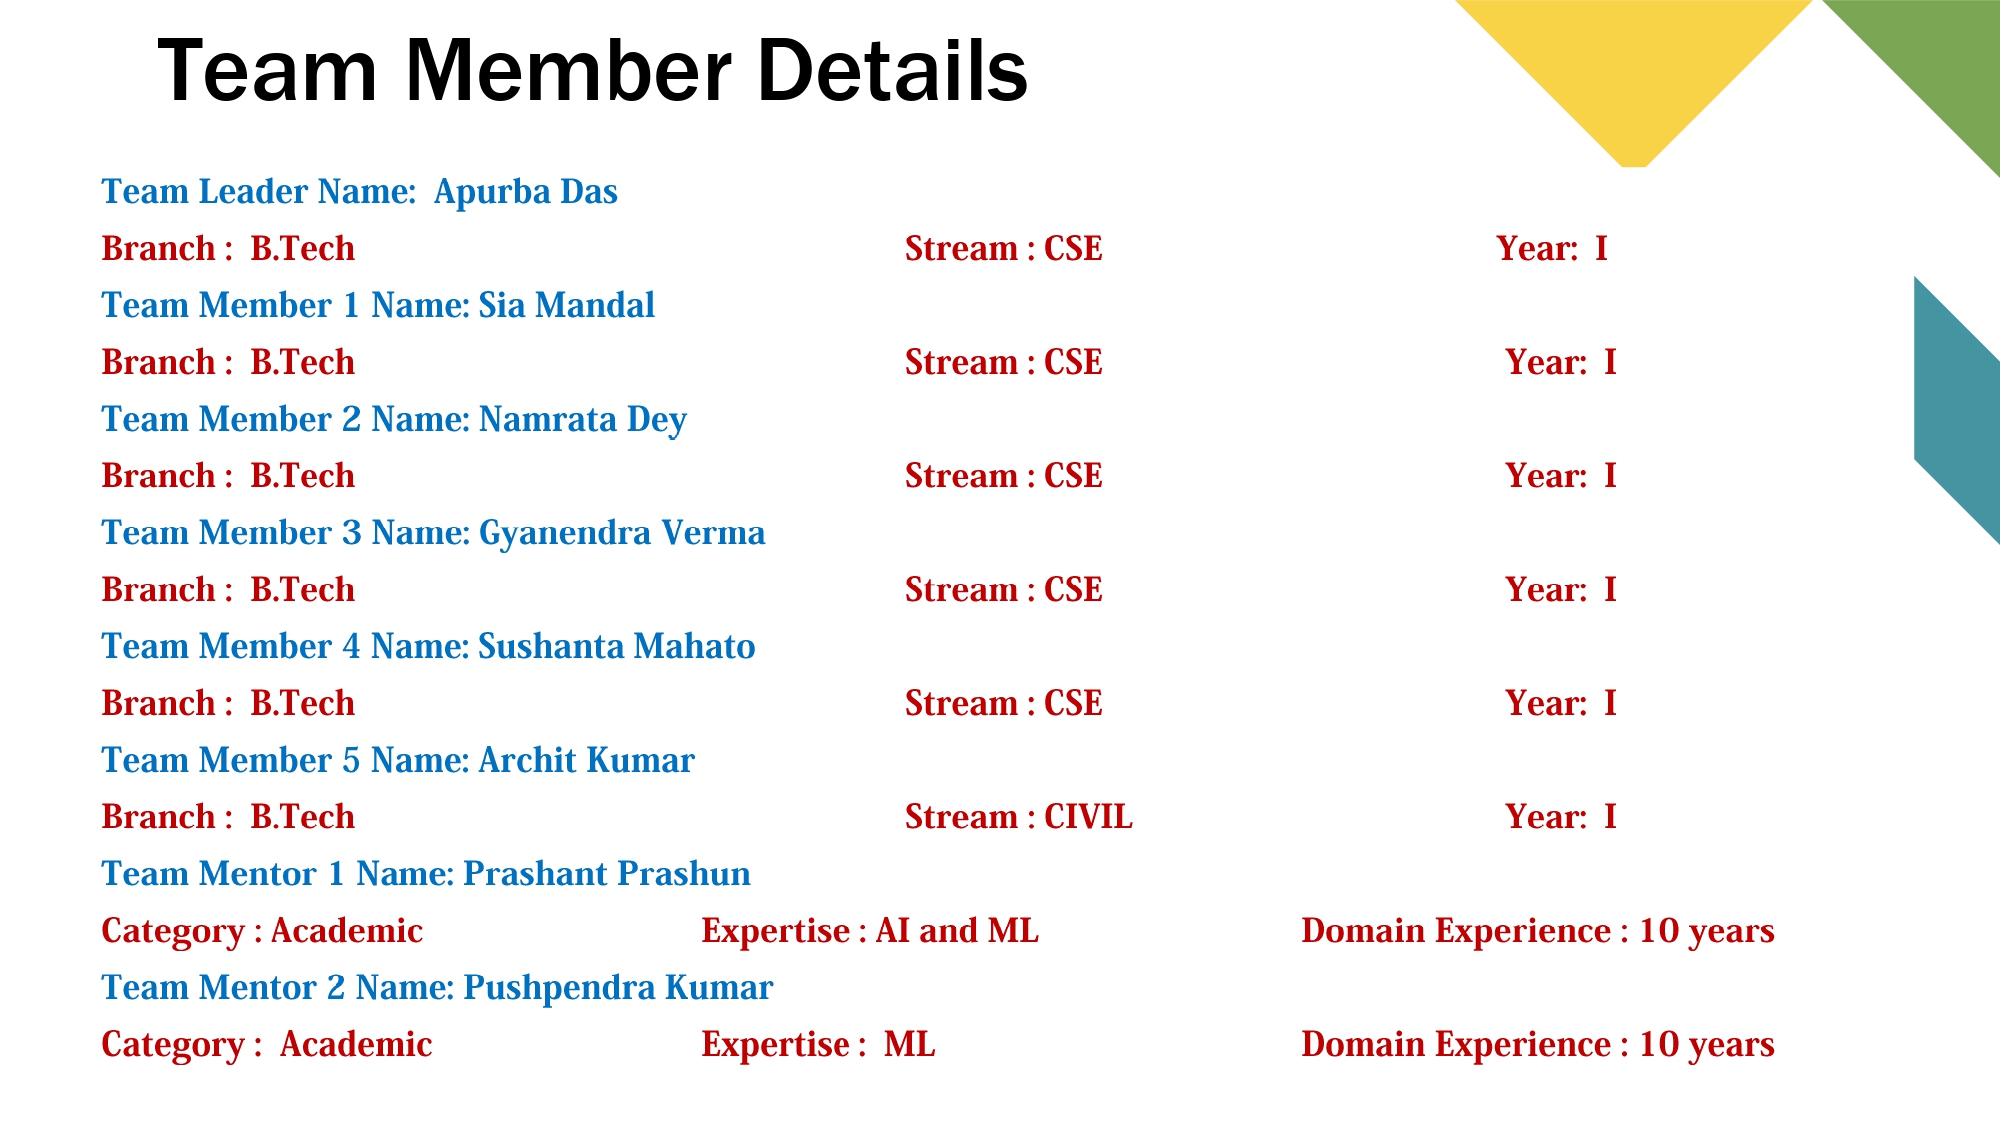 Team Member Details
Team Leader Name:  Apurba Das
Branch :  B.Tech Stream : CSE Year:  I
Team Member 1 Name: Sia Mandal
Branch :  B.Tech Stream : CSE Year:  I
Team Member 2 Name: Namrata Dey
Branch :  B.Tech Stream : CSE Year:  I
Team Member 3 Name: Gyanendra Verma
Branch :  B.Tech Stream : CSE Year:  I
Team Member 4 Name: Sushanta Mahato
Branch :  B.Tech Stream : CSE Year:  I
Team Member 5 Name: Archit Kumar
Branch :  B.Tech Stream : CIVIL Year:  I
Team Mentor 1 Name: Prashant Prashun
Category : Academic Expertise : AI and ML Domain Experience : 10 years
Team Mentor 2 Name: Pushpendra Kumar
Category :  Academic Expertise :  ML Domain Experience : 10 years